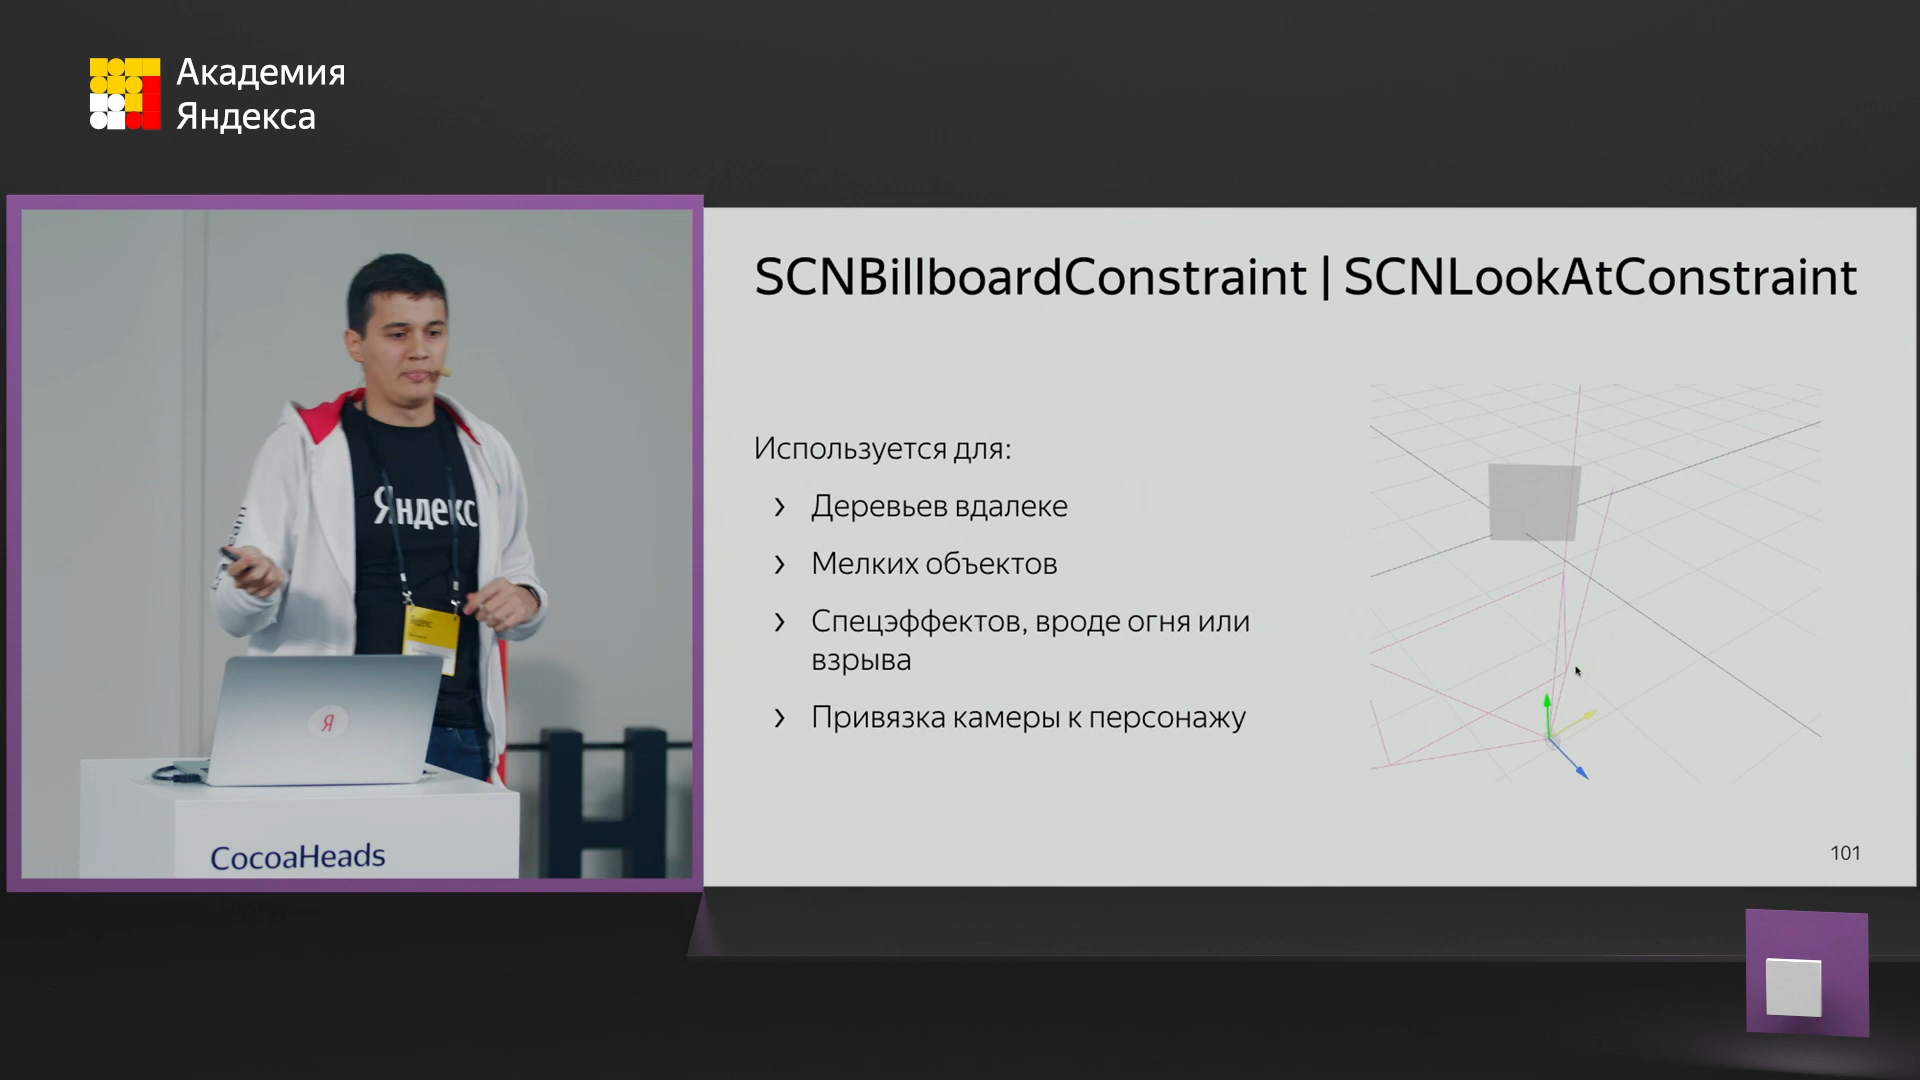 Академия
Яндекса
SCNBillboardConstraint | SCNLookAtConstraint
Используется для:
› Деревьев вдалеке
› Мелких объектов
› Спецэффектов, вроде огня или
взрыва
› Привязка камеры к персонажу
101
Яндекс
Я
CocoaHeads